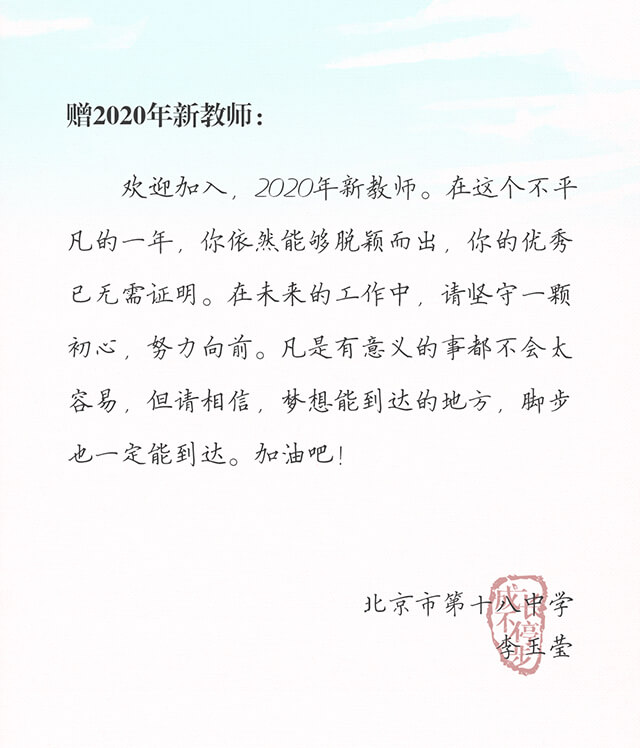 赠2020年新教师：
欢迎加入，2020年新教师。在这个不平
凡的一年，你依然能够脱颖而出，你的优秀
已无需证明。在未来的工作中，请坚守一颗
初心，努力向前。凡是有意义的事都不会太
容易，但请相信，梦想能到达的地方，脚步
也一定能到达。加油吧！
北京市第十八中学
李玉莹